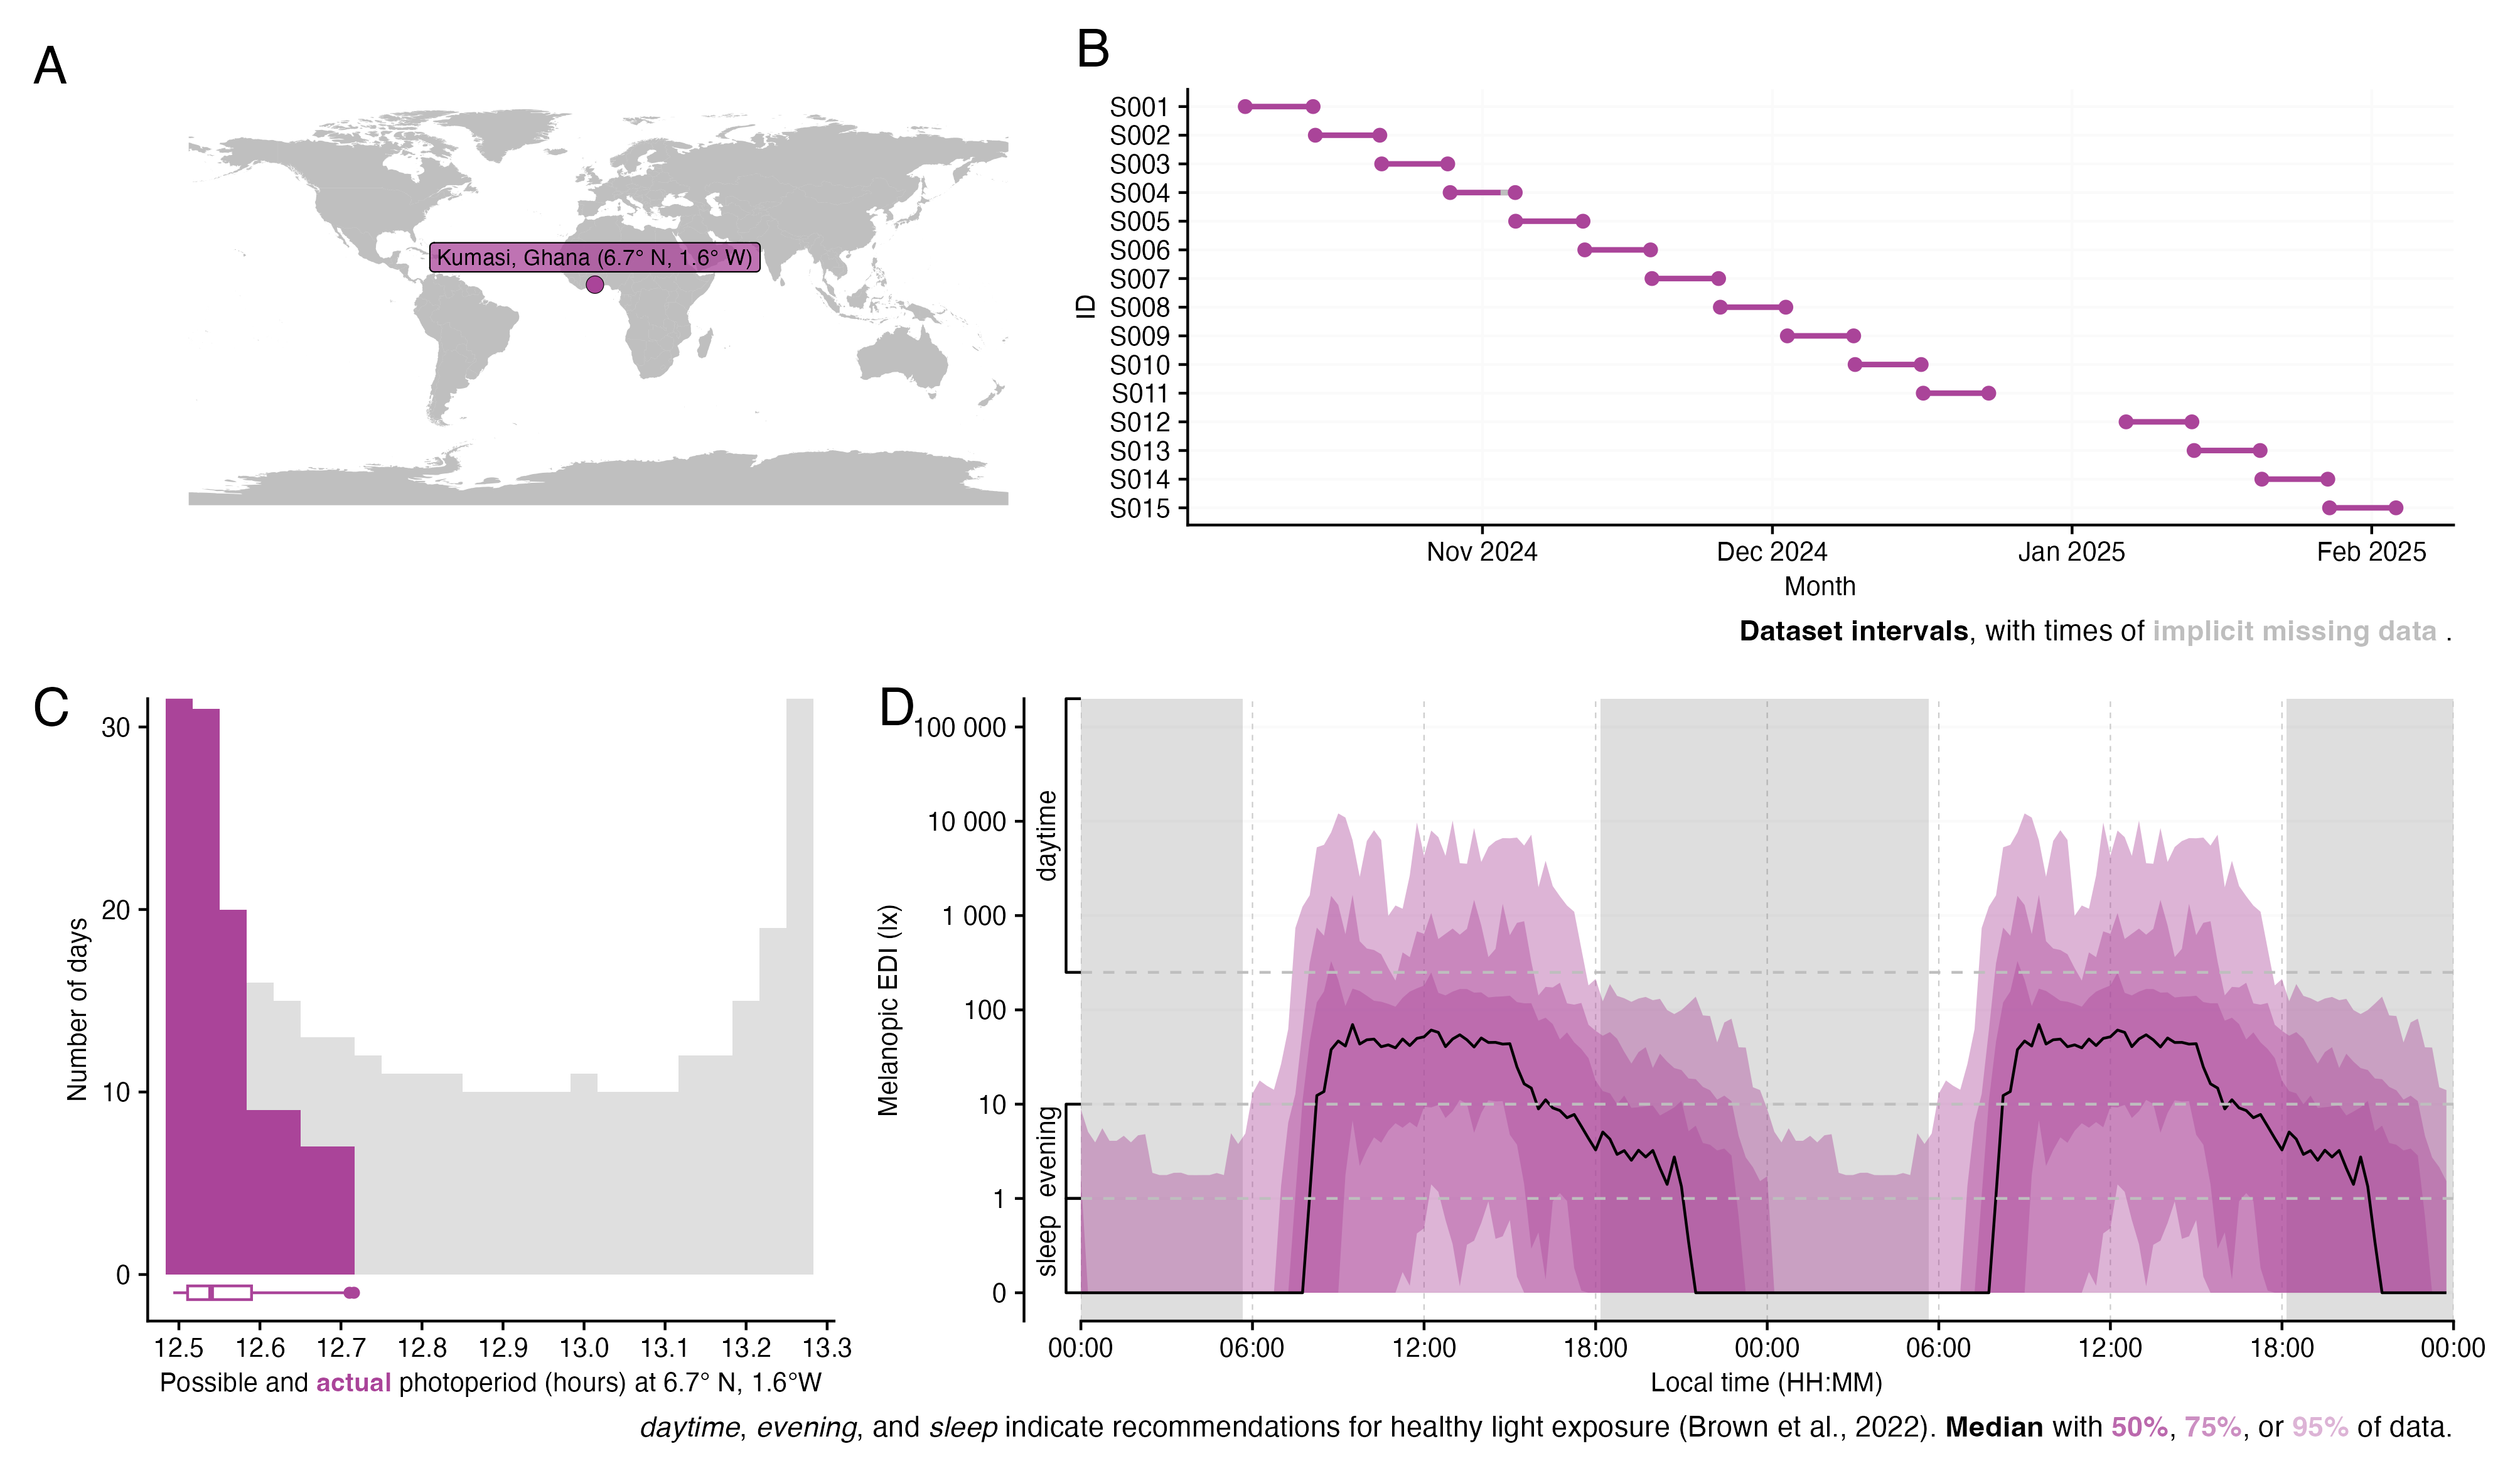 A
Kumasi, Ghana (6.7° N, 1.6° W)
B
ID
S001
S002
S003
S004
S005
S006
S007
S008
S009
S010
S011
S012
S013
S014
S015
Nov 2024 Dec 2024 Jan 2025 Feb 2025
Month
Dataset intervals, with times of implicit missing data .
C
Number of days
30
20
10
0
12.5 12.6 12.7 12.8 12.9 13.0 13.1 13.2 13.3
Possible and actual photoperiod (hours) at 6.7° N, 1.6°W
D
Melanopic EDI (lx)
100 000
10 000
1 000
100
10
1
0
daytime
evening
sleep
00:00 06:00 12:00 18:00 00:00 06:00 12:00 18:00 00:00
Local time (HH:MM)
daytime, evening, and sleep indicate recommendations for healthy light exposure (Brown et al., 2022). Median with 50%, 75%, or 95% of data.